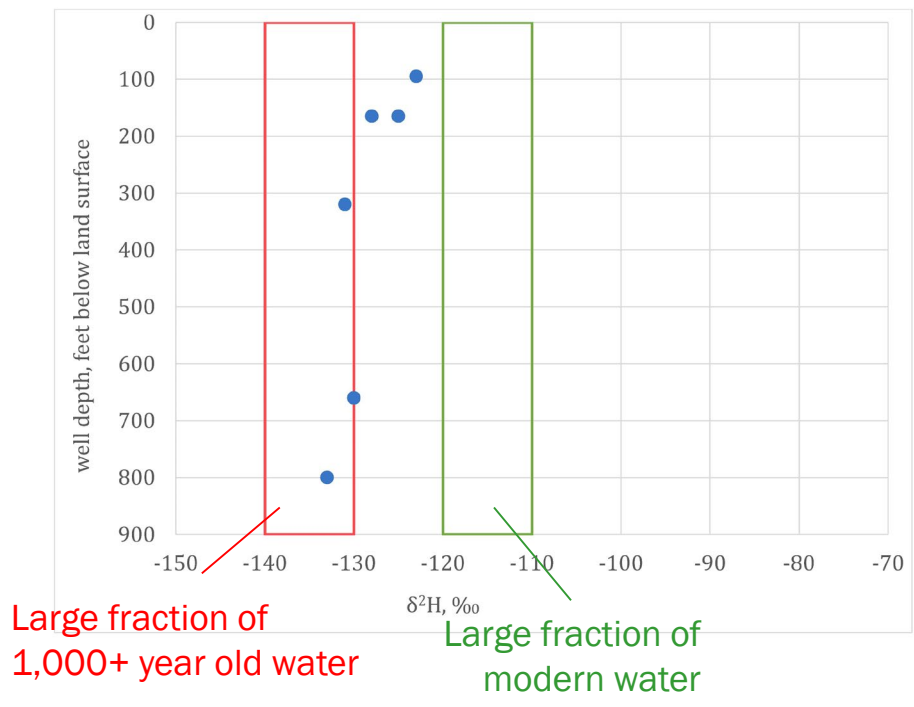 0
100
200
300
400
500
600
700
800
900
well depth, feet below land surface
-150 -140 -130 -120 -110 -100 -90 -80 -70
δ²H, ‰
Large fraction of
1,000+ year old water
Large fraction of
modern water